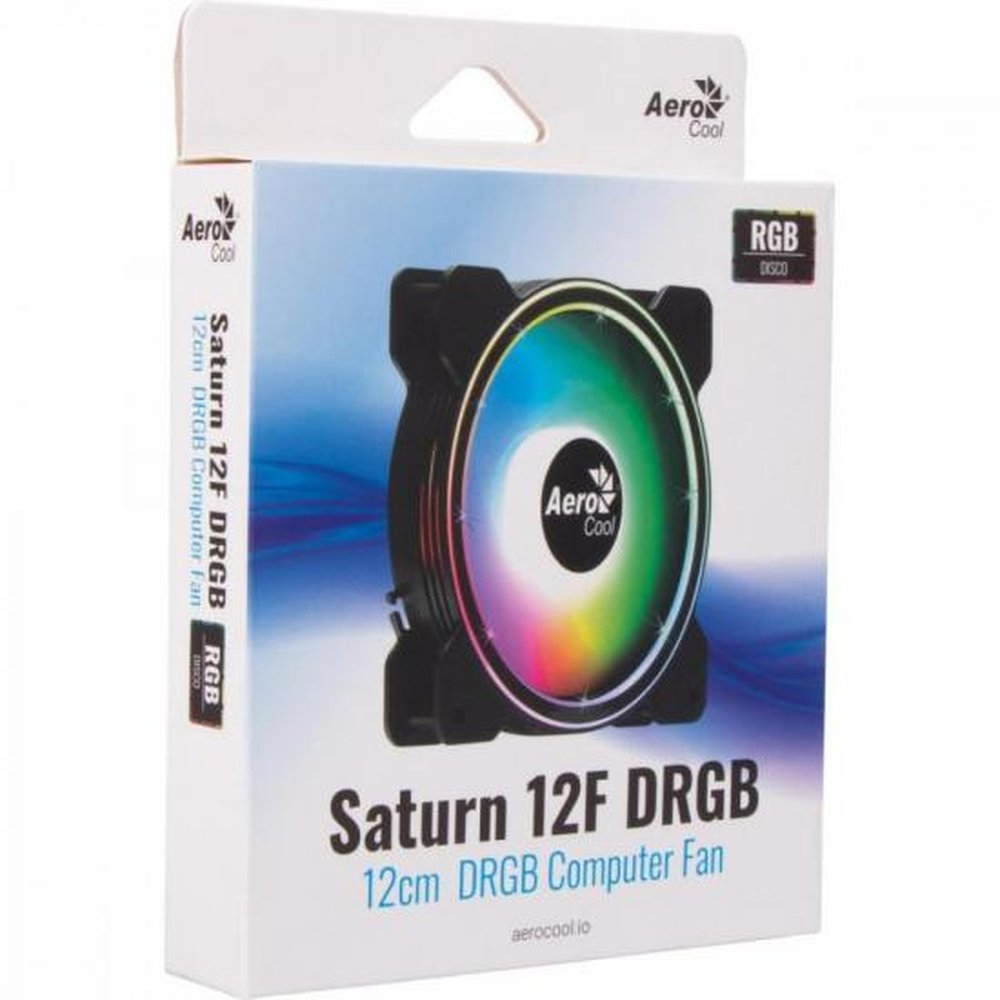 Aero
Cool
RGB
DISCO
Aero
Cool
Saturn 12F DRGB
12cm DRGB Computer Fan
RGB
DISCO
Aero
Cool
Saturn 12F DRGB
12cm DRGB Computer Fan
aerocool.io